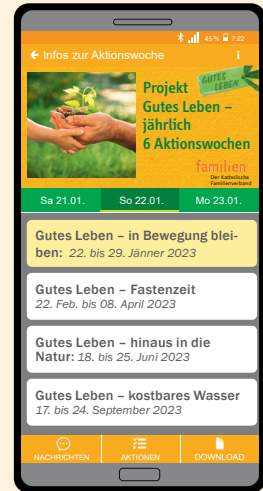 45% 7:22
Infos zur Aktionswoche i
GUTES
LEBEN
Projekt
Gutes Leben –
jährlich
6 Aktionswochen
familien
Der Katholische
Familienverband
Sa 21.01. So 22.01. Mo 23.01.
Gutes Leben – in Bewegung blei-
ben: 22. bis 29. Jänner 2023
Gutes Leben – Fastenzeit
22. Feb. bis 08. April 2023
Gutes Leben – hinaus in die
Natur: 18. bis 25. Juni 2023
Gutes Leben – kostbares Wasser
17. bis 24. September 2023
NACHRICHTEN AKTIONEN DOWNLOAD